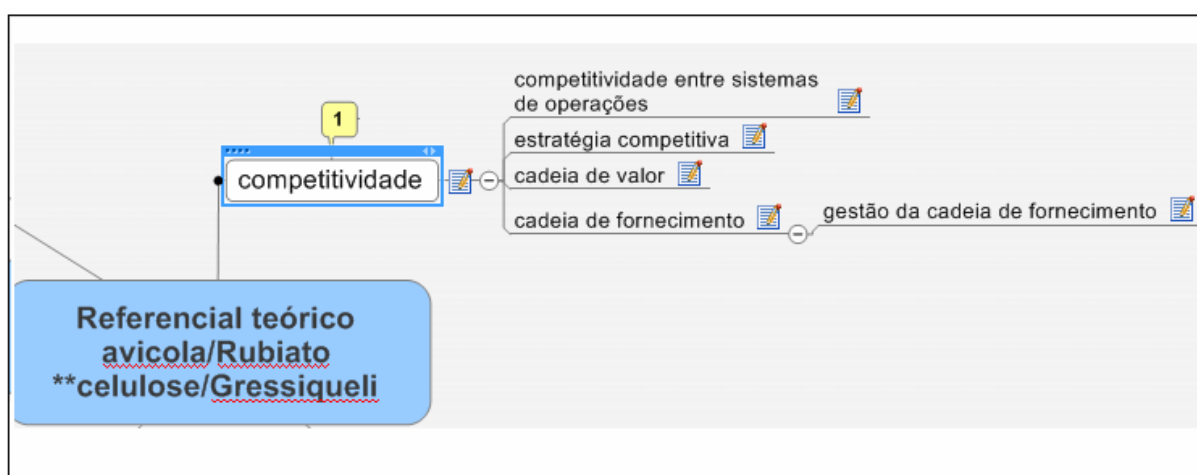 1
competitividade
competitividade entre sistemas
de operações
estratégia competitiva
cadeia de valor
cadeia de fornecimento
gestão da cadeia de fornecimento
Referencial teórico
avicola/Rubiato
**celulose/Gressiqueli